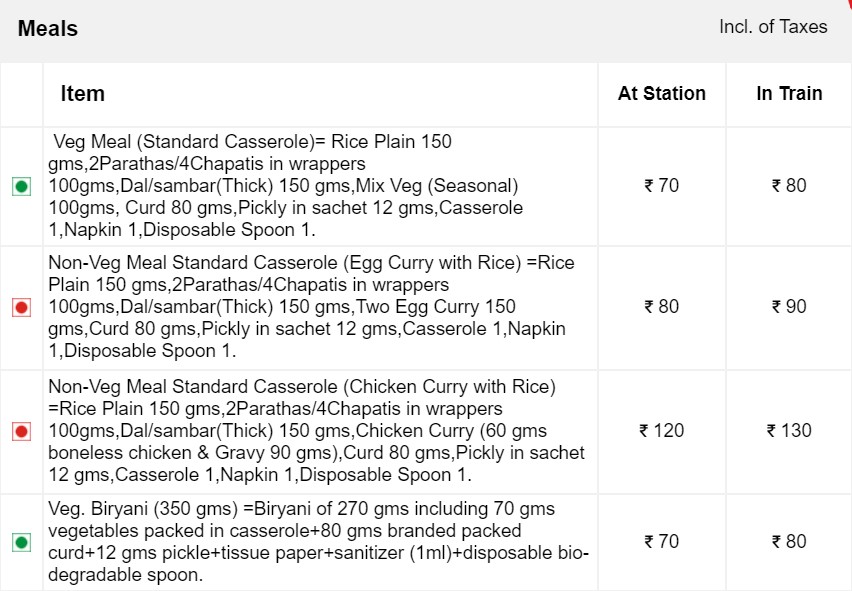 Meals
Incl. of Taxes
Item
At Station
In Train
Veg Meal (Standard Casserole)= Rice Plain 150
gms,2Parathas/4Chapatis in wrappers
100gms,Dal/sambar(Thick) 150 gms,Mix Veg (Seasonal)
100gms, Curd 80 gms,Pickly in sachet 12 gms,Casserole
1,Napkin 1,Disposable Spoon 1.
₹ 70
₹ 80
Non-Veg Meal Standard Casserole (Egg Curry with Rice) =Rice
Plain 150 gms,2Parathas/4Chapatis in wrappers
100gms,Dal/sambar(Thick) 150 gms,Two Egg Curry 150
gms,Curd 80 gms,Pickly in sachet 12 gms,Casserole 1,Napkin
1,Disposable Spoon 1.
₹ 80
₹ 90
Non-Veg Meal Standard Casserole (Chicken Curry with Rice)
=Rice Plain 150 gms,2Parathas/4Chapatis in wrappers
100gms,Dal/sambar(Thick) 150 gms,Chicken Curry (60 gms
boneless chicken & Gravy 90 gms),Curd 80 gms,Pickly in sachet
12 gms,Casserole 1,Napkin 1,Disposable Spoon 1.
₹ 120
₹ 130
Veg. Biryani (350 gms) =Biryani of 270 gms including 70 gms
vegetables packed in casserole+80 gms branded packed
curd+12 gms pickle+tissue paper+sanitizer (1ml)+disposable bio-
degradable spoon.
₹ 70
₹ 80